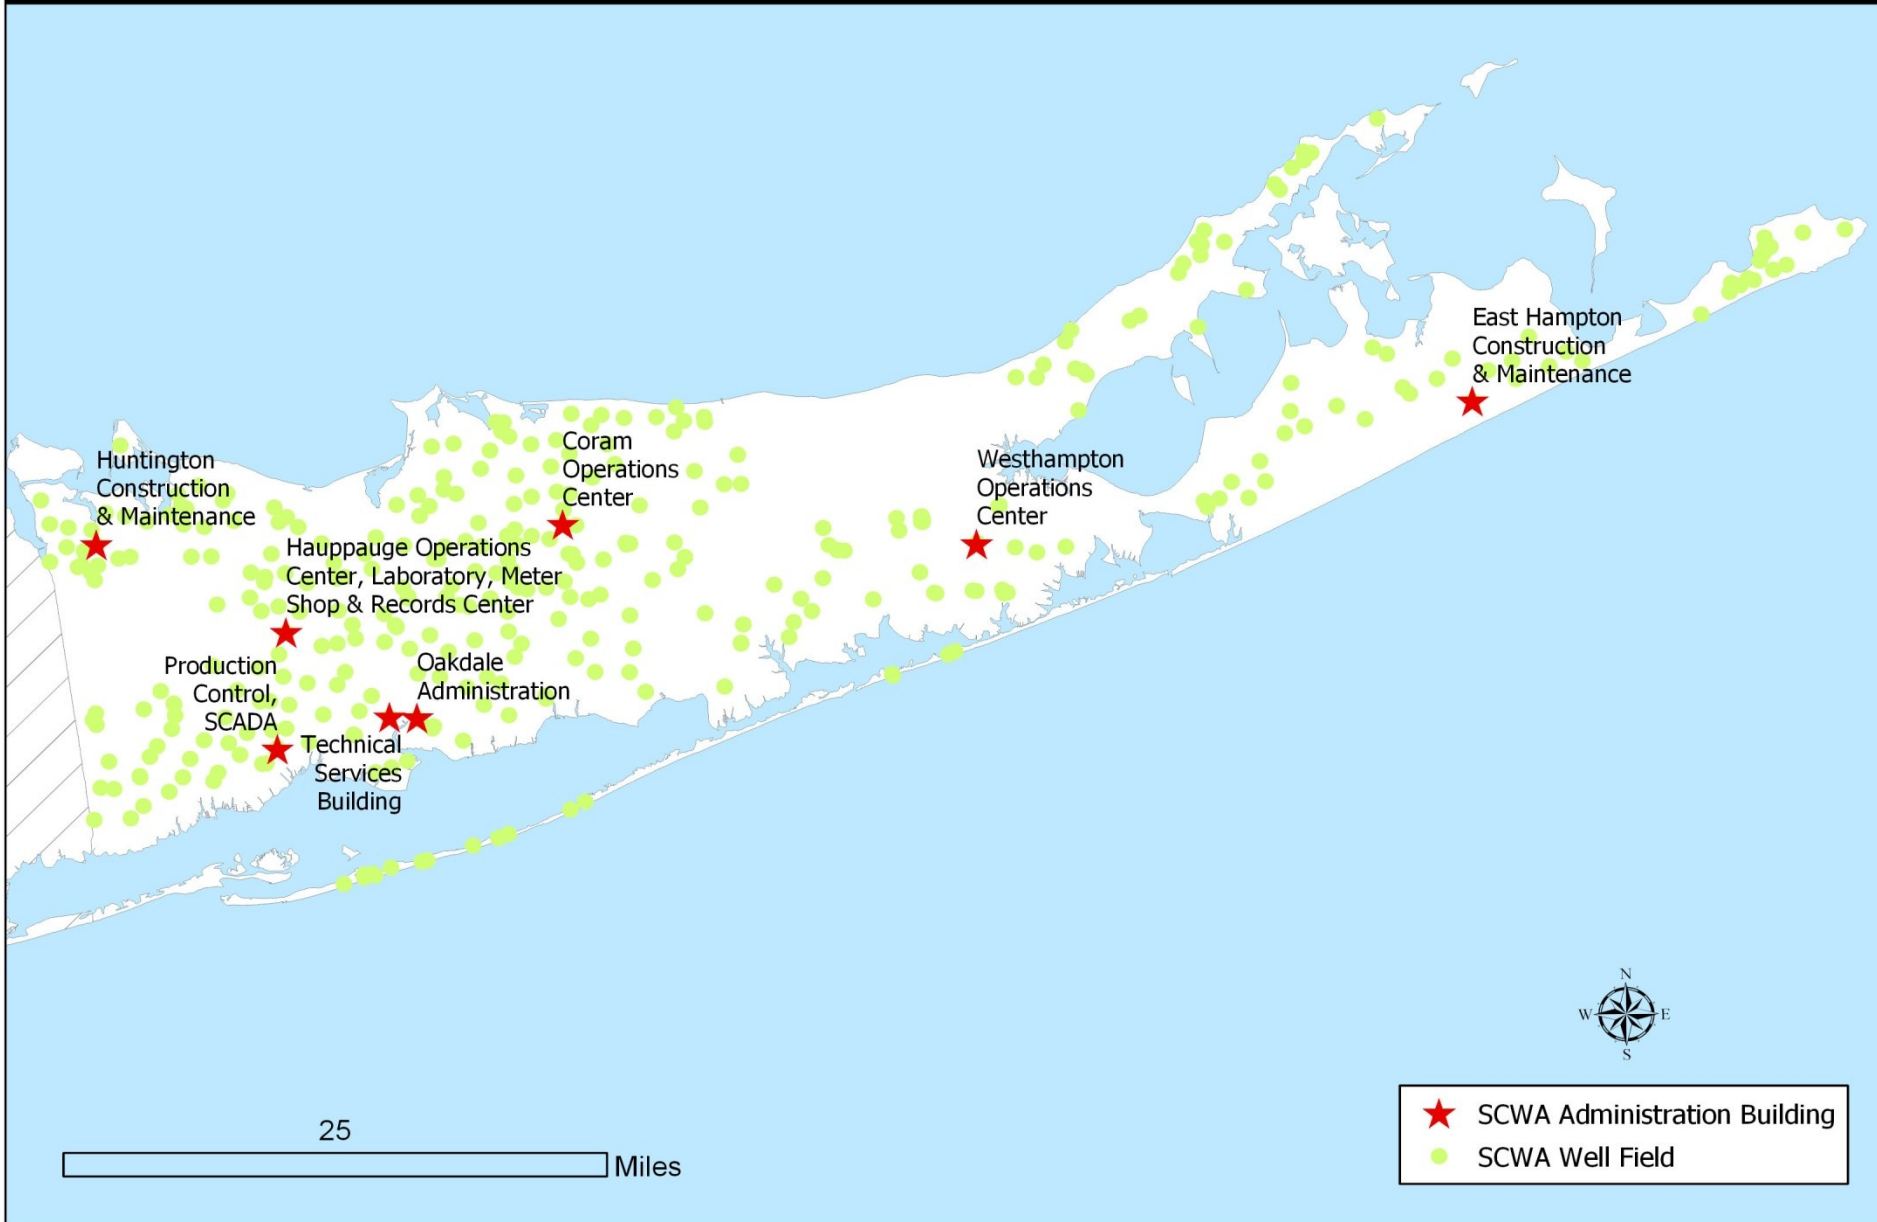 East Hampton
Construction
& Maintenance
Coram
Operations
Center
Huntington
Construction
& Maintenance
Westhampton
Operations
Center
Hauppauge Operations
Center, Laboratory, Meter
Shop & Records Center
Production
Control,
SCADA
Oakdale
Administration
Technical
Services
Building
N
W E
S
25
Miles
SCWA Administration Building
SCWA Well Field